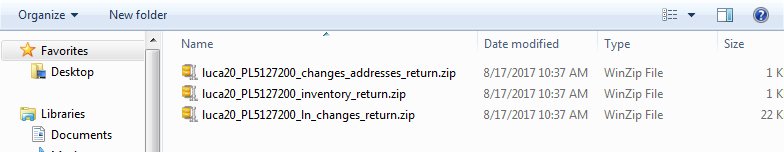 Organize New folder
Favorites Name Date modified Type Size
Desktop luca20_PL5127200_changes_addresses_return.zip 8/17/2017 10:37 AM WinZip File 1 K
luca20_PL5127200_inventory_return.zip 8/17/2017 10:37 AM WinZip File 1 K
Libraries luca20_PL5127200_ln_changes_return.zip 8/17/2017 10:37 AM WinZip File 22 K
Documents